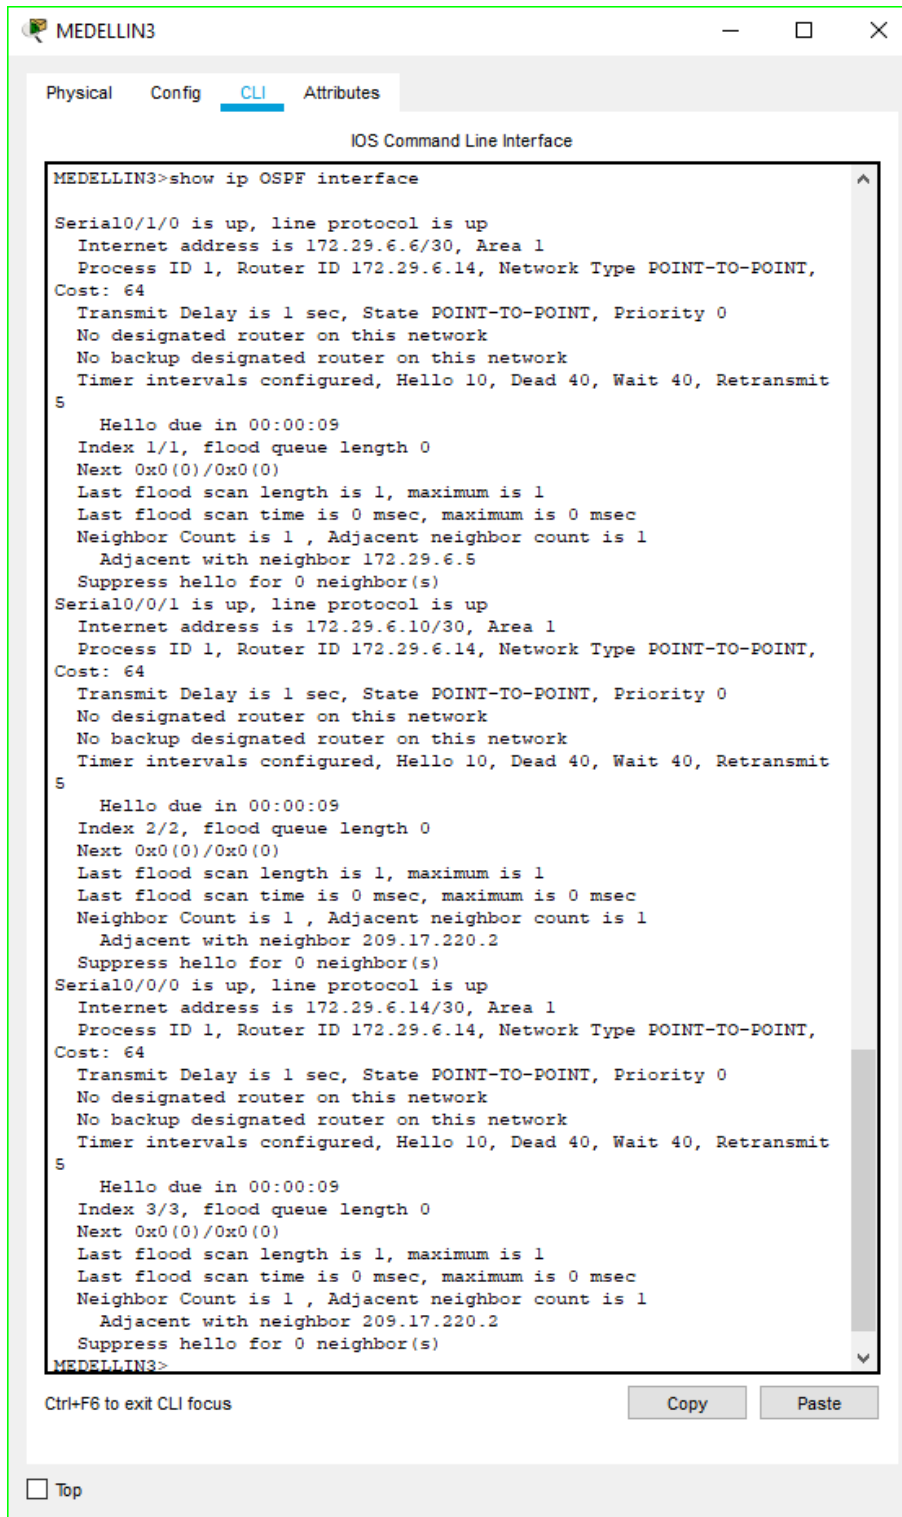 MEDELLIN3
Physical Config CLI Attributes
IOS Command Line Interface
MEDELLIN3>show ip OSPF interface
Serial0/1/0 is up, line protocol is up
Internet address is 172.29.6.6/30, Area 1
Process ID 1, Router ID 172.29.6.14, Network Type POINT-TO-POINT,
Cost: 64
Transmit Delay is 1 sec, State POINT-TO-POINT, Priority 0
No designated router on this network
No backup designated router on this network
Timer intervals configured, Hello 10, Dead 40, Wait 40, Retransmit
5
Hello due in 00:00:09
Index 1/1, flood queue length 0
Next 0x0(0)/0x0(0)
Last flood scan length is 1, maximum is 1
Last flood scan time is 0 msec, maximum is 0 msec
Neighbor Count is 1 , Adjacent neighbor count is 1
Adjacent with neighbor 172.29.6.5
Suppress hello for 0 neighbor(s)
Serial0/0/1 is up, line protocol is up
Internet address is 172.29.6.10/30, Area 1
Process ID 1, Router ID 172.29.6.14, Network Type POINT-TO-POINT,
Cost: 64
Transmit Delay is 1 sec, State POINT-TO-POINT, Priority 0
No designated router on this network
No backup designated router on this network
Timer intervals configured, Hello 10, Dead 40, Wait 40, Retransmit
5
Hello due in 00:00:09
Index 2/2, flood queue length 0
Next 0x0(0)/0x0(0)
Last flood scan length is 1, maximum is 1
Last flood scan time is 0 msec, maximum is 0 msec
Neighbor Count is 1 , Adjacent neighbor count is 1
Adjacent with neighbor 209.17.220.2
Suppress hello for 0 neighbor(s)
Serial0/0/0 is up, line protocol is up
Internet address is 172.29.6.14/30, Area 1
Process ID 1, Router ID 172.29.6.14, Network Type POINT-TO-POINT,
Cost: 64
Transmit Delay is 1 sec, State POINT-TO-POINT, Priority 0
No designated router on this network
No backup designated router on this network
Timer intervals configured, Hello 10, Dead 40, Wait 40, Retransmit
5
Hello due in 00:00:09
Index 3/3, flood queue length 0
Next 0x0(0)/0x0(0)
Last flood scan length is 1, maximum is 1
Last flood scan time is 0 msec, maximum is 0 msec
Neighbor Count is 1 , Adjacent neighbor count is 1
Adjacent with neighbor 209.17.220.2
Suppress hello for 0 neighbor(s)
MEDELLIN3>
Ctrl+F6 to exit CLI focus Copy Paste
Top